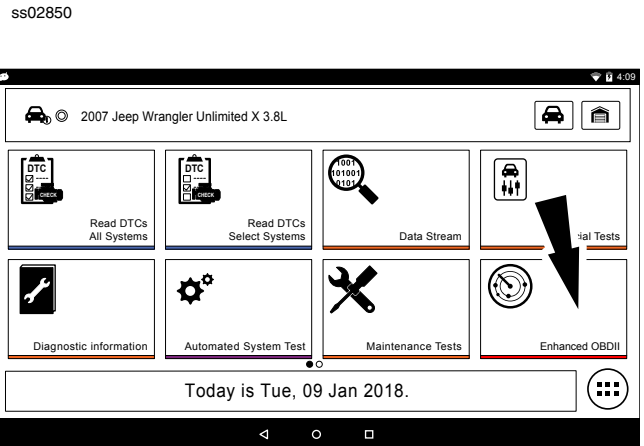 ss02850
4:09
2007 Jeep Wrangler Unlimited X 3.8L
DTC
CHECK
Read DTCs
All Systems
DTC
CHECK
Read DTCs
Select Systems
1001
101001
0101
Data Stream
ial Tests
Diagnostic information
Automated System Test
Maintenance Tests
Enhanced OBDII
Today is Tue, 09 Jan 2018.